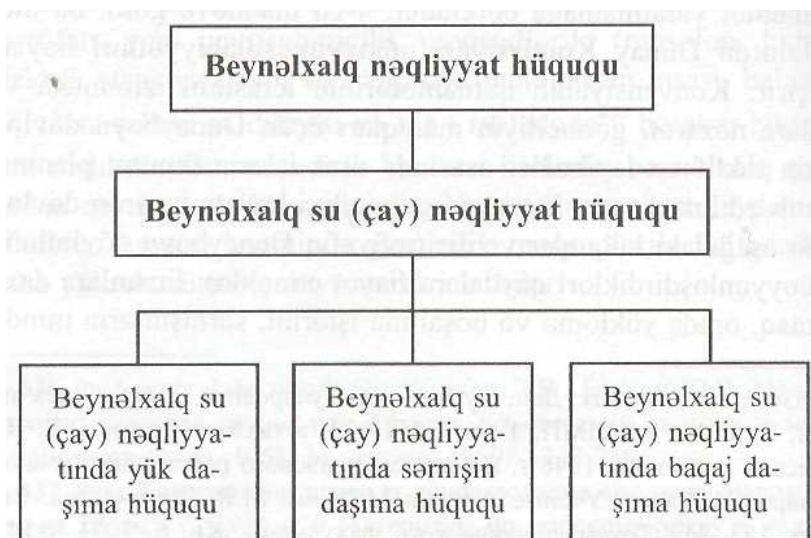 Beynəlxalq nəqliyyat hüququ
Beynəlxalq su (çay) nəqliyyat hüququ
Beynəlxalq su
(çay) nəqliyya-
tında yük da-
şıma hüququ
Beynəlxalq su
(çay) nəqliyya-
tında sərnişin
daşıma hüququ
Beynəlxalq su
(çay) nəqliyya-
tında baqaj da-
şıma hüququ